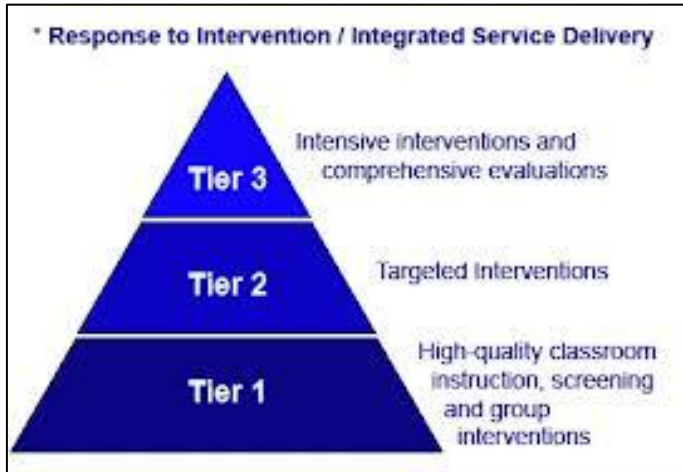 * Response to Intervention / Integrated Service Delivery
Tier 3
Intensive interventions and
comprehensive evaluations
Tier 2
Targeted Interventions
Tier 1
High-quality classroom
instruction, screening
and group
interventions